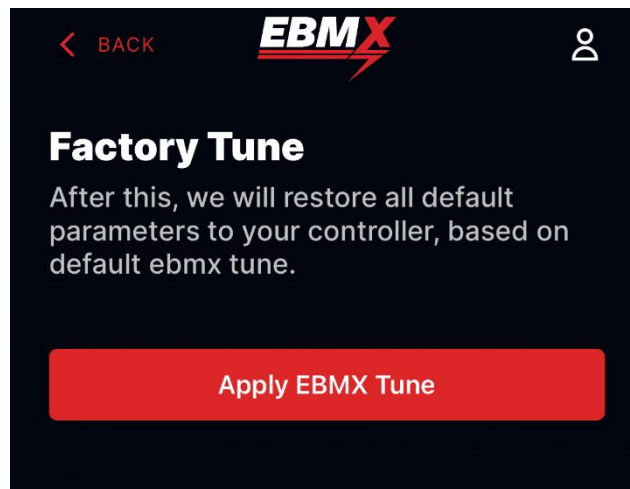 BACK
EBMX
Factory Tune
After this, we will restore all default
parameters to your controller, based on
default ebmx tune.
Apply EBMX Tune